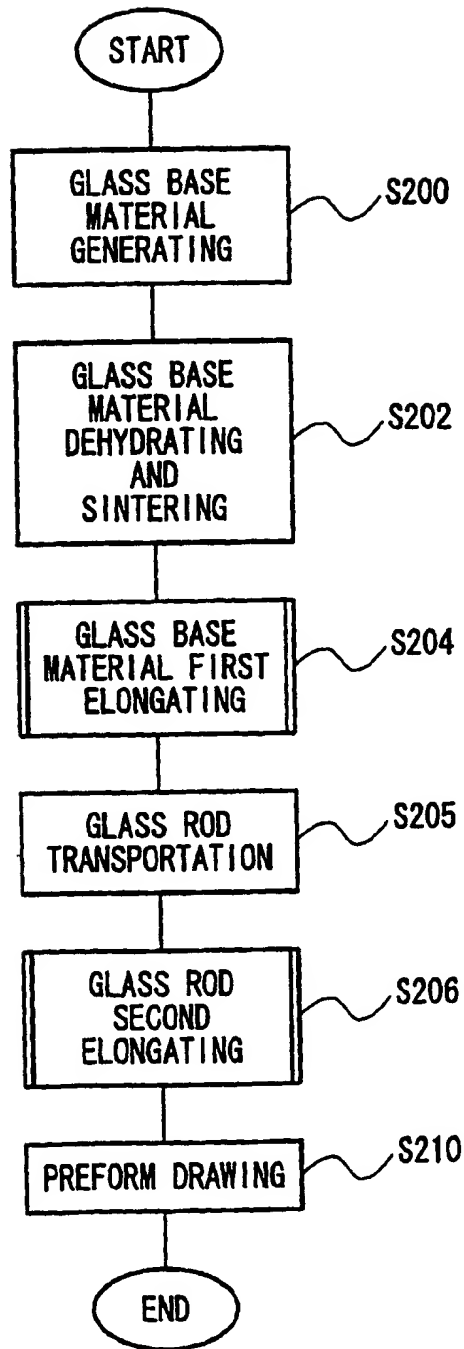 START
GLASS BASE
MATERIAL
GENERATING
S200
GLASS BASE
MATERIAL
DEHYDRATING
AND
SINTERING
S202
GLASS BASE
MATERIAL FIRST
ELONGATING
S204
GLASS ROD
TRANSPORTATION
S205
GLASS ROD
SECOND
ELONGATING
S206
PREFORM DRAWING
S210
END